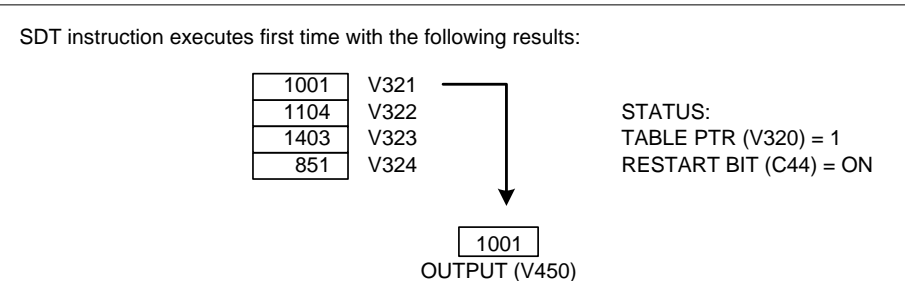 SDT instruction executes first time with the following results:
1001 V321
1104 V322 STATUS:
1403 V323 TABLE PTR (V320) = 1
851 V324 RESTART BIT (C44) = ON
1001
OUTPUT (V450)